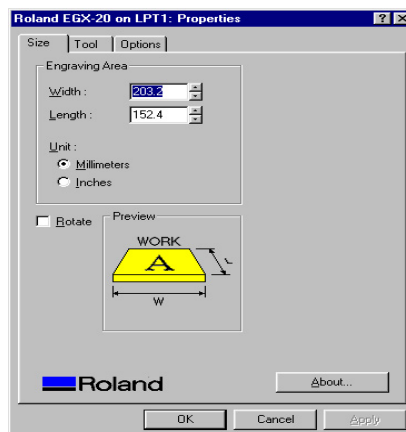 Roland EGX-20 on LPT1: Properties
Size Tool Options
Engraving Area
Width : 203.2
Length : 152.4
Unit :
Millimeters
Inches
Rotate
Preview
WORK
A
L
W
Roland
About...
OK Cancel Apply